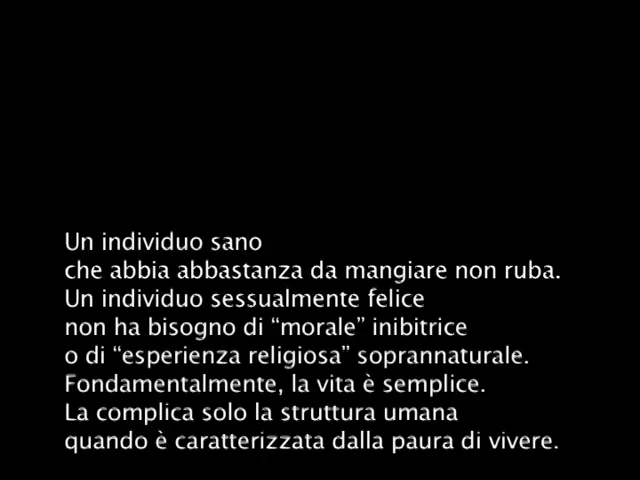 Un individuo sano
che abbia abbastanza da mangiare non ruba.
Un individuo sessualmente felice
non ha bisogno di “morale” inibitrice
o di “esperienza religiosa” soprannaturale.
Fondamentalmente, la vita è semplice.
La complica solo la struttura umana
quando è caratterizzata dalla paura di vivere.